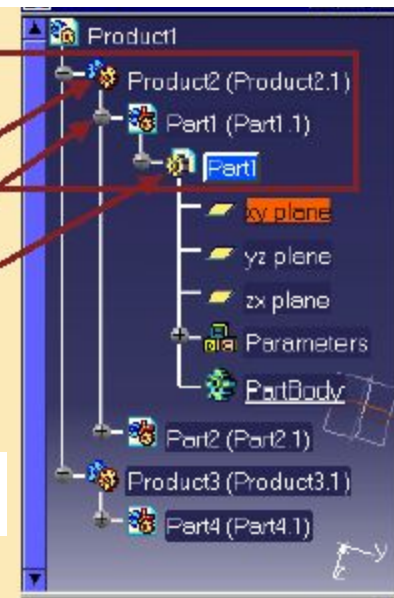 Product1
Product2 (Product2.1)
Part1 (Part1.1)
Part1
xy plane
yz plane
zx plane
Parameters
PartBody
Part2 (Part2.1)
Product3 (Product3.1)
Part4 (Part4.1)
y
z